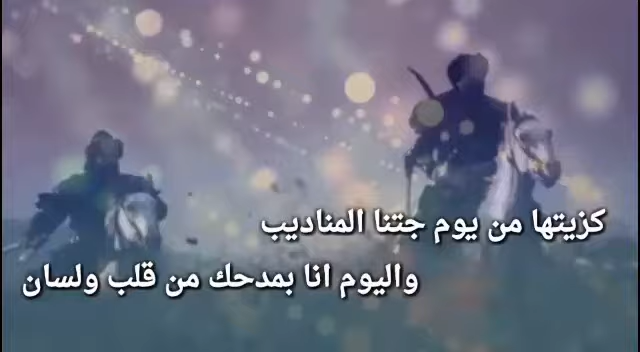 كزيتها من يوم جتنا المناديب
واليوم انا بمدحك من قلب ولسان